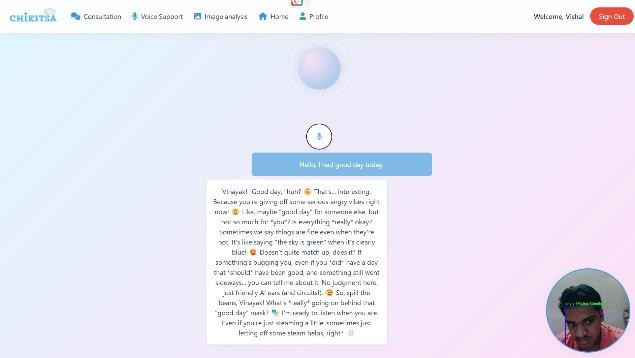 CHIKITSA
Consultation
Voice Support
Image analysis
Home
Profile
Welcome, Vishal
Sign Out
Hello, I had good day today.
Vinayak! "Good day," huh? 🤔 That's... interesting.
Because you're giving off some serious angry vibes right
now! 😠 Like, maybe "good day" for someone else, but
not so much for *you*? Is everything *really* okay?
Sometimes we say things are fine even when they're
not. It's like saying "the sky is green" when it's clearly
blue! 😅 Doesn't quite match up, does it? If
something's bugging you, even if you *did* have a day
that *should* have been good, and something still went
sideways... you can tell me about it. No judgment here,
just friendly AI ears (and circuits!). 😉 So, spill the
beans, Vinayak! What's *really* going on behind that
"good day" mask? 🎭 I'm ready to listen when you are.
Even if you're just steaming a little, sometimes just
letting off some steam helps, right? 💨